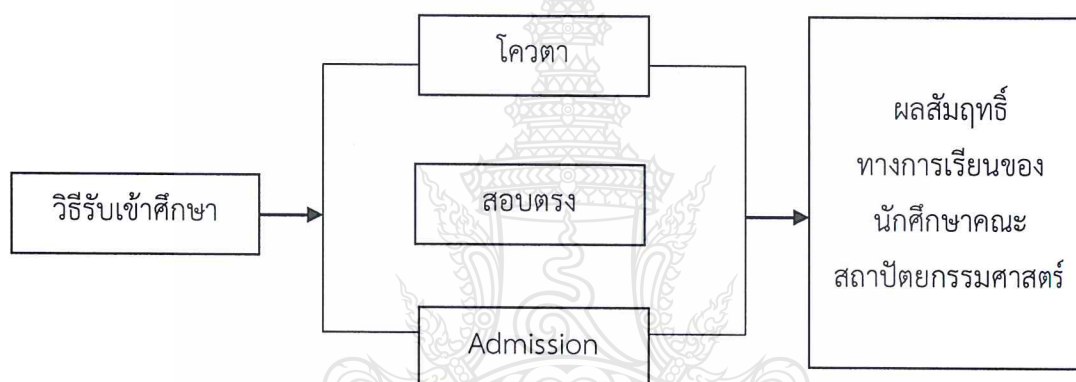 วิธีรับเข้าศึกษา
โควตา
สอบตรง
Admission
ผลสัมฤทธิ์
ทางการเรียนของ
นักศึกษาคณะ
สถาปัตยกรรมศาสตร์